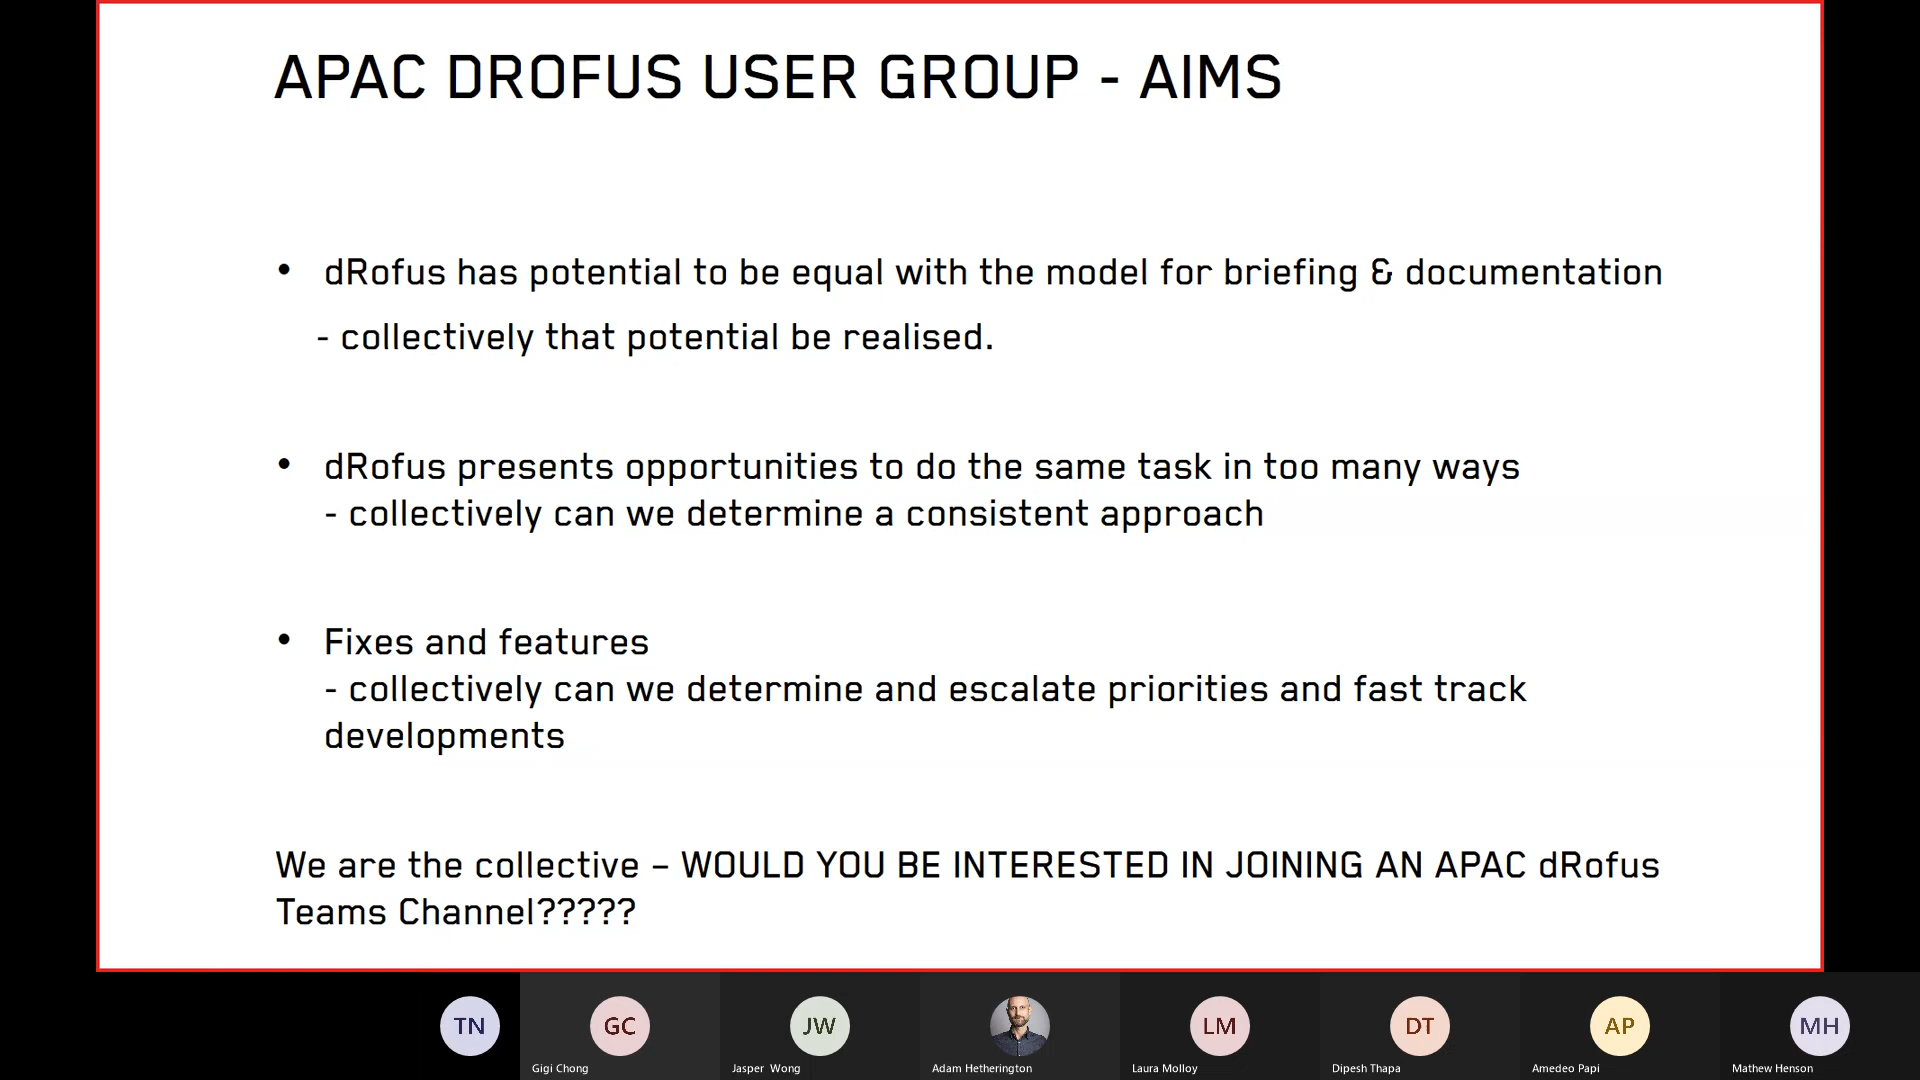 APAC DROFUS USER GROUP - AIMS
• dRofus has potential to be equal with the model for briefing & documentation
- collectively that potential be realised.
• dRofus presents opportunities to do the same task in too many ways
- collectively can we determine a consistent approach
• Fixes and features
- collectively can we determine and escalate priorities and fast track
developments
We are the collective – WOULD YOU BE INTERESTED IN JOINING AN APAC dRofus
Teams Channel?????
TN
GC
JW
LM
DT
AP
MH
Gigi Chong
Jasper Wong
Adam Hetherington
Laura Molloy
Dipesh Thapa
Amedeo Papi
Mathew Henson